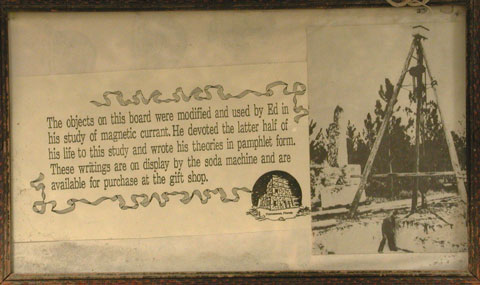 The objects on this board were modified and used by Ed in
his study of magnetic currant. He devoted the latter half of
his life to this study and wrote his theories in pamphlet form.
These writings are on display by the soda machine and are
available for purchase at the gift shop.